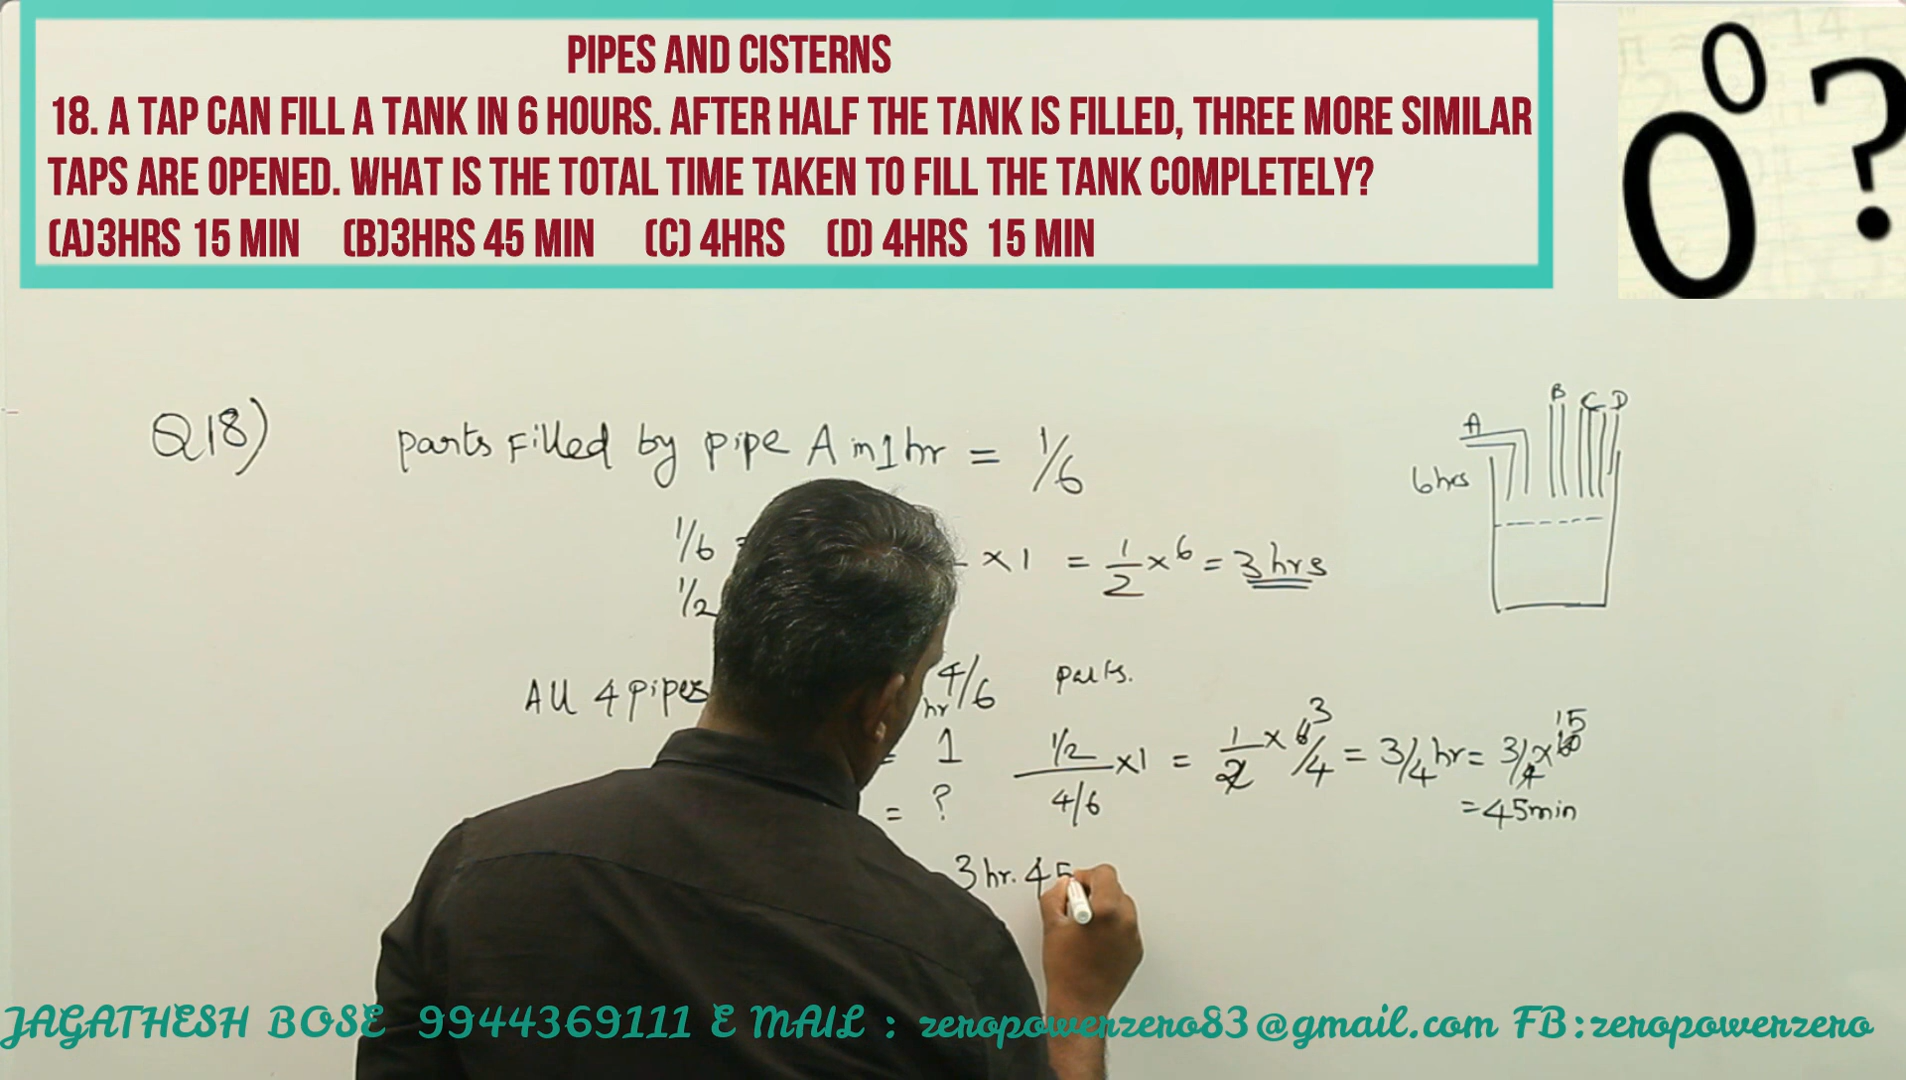 PIPES AND CISTERNS
18. A TAP CAN FILL A TANK IN 6 HOURS. AFTER HALF THE TANK IS FILLED, THREE MORE SIMILAR
TAPS ARE OPENED. WHAT IS THE TOTAL TIME TAKEN TO FILL THE TANK COMPLETELY?
(A)3HRS 15 MIN (B)3HRS 45 MIN (C) 4HRS (D) 4HRS 15 MIN
0⁰ ?
Q18) parts Filled by pipe A in 1 hr = 1/6
A B C D
6hrs
1/6
× 1 = 1/2 × 6 = 3 hrs
1/2
All 4 pipes hr 4/6 parts.
= 1 1/2 / 4/6 ×1 = 1/2 × 6/4 3 = 3/4 hr = 3/4 × 60 15
= ? = 45min
3 hr. 45
JAGATHESH BOSE 9944369111 E MAIL : zeropowerzero83@gmail.com FB:zeropowerzero